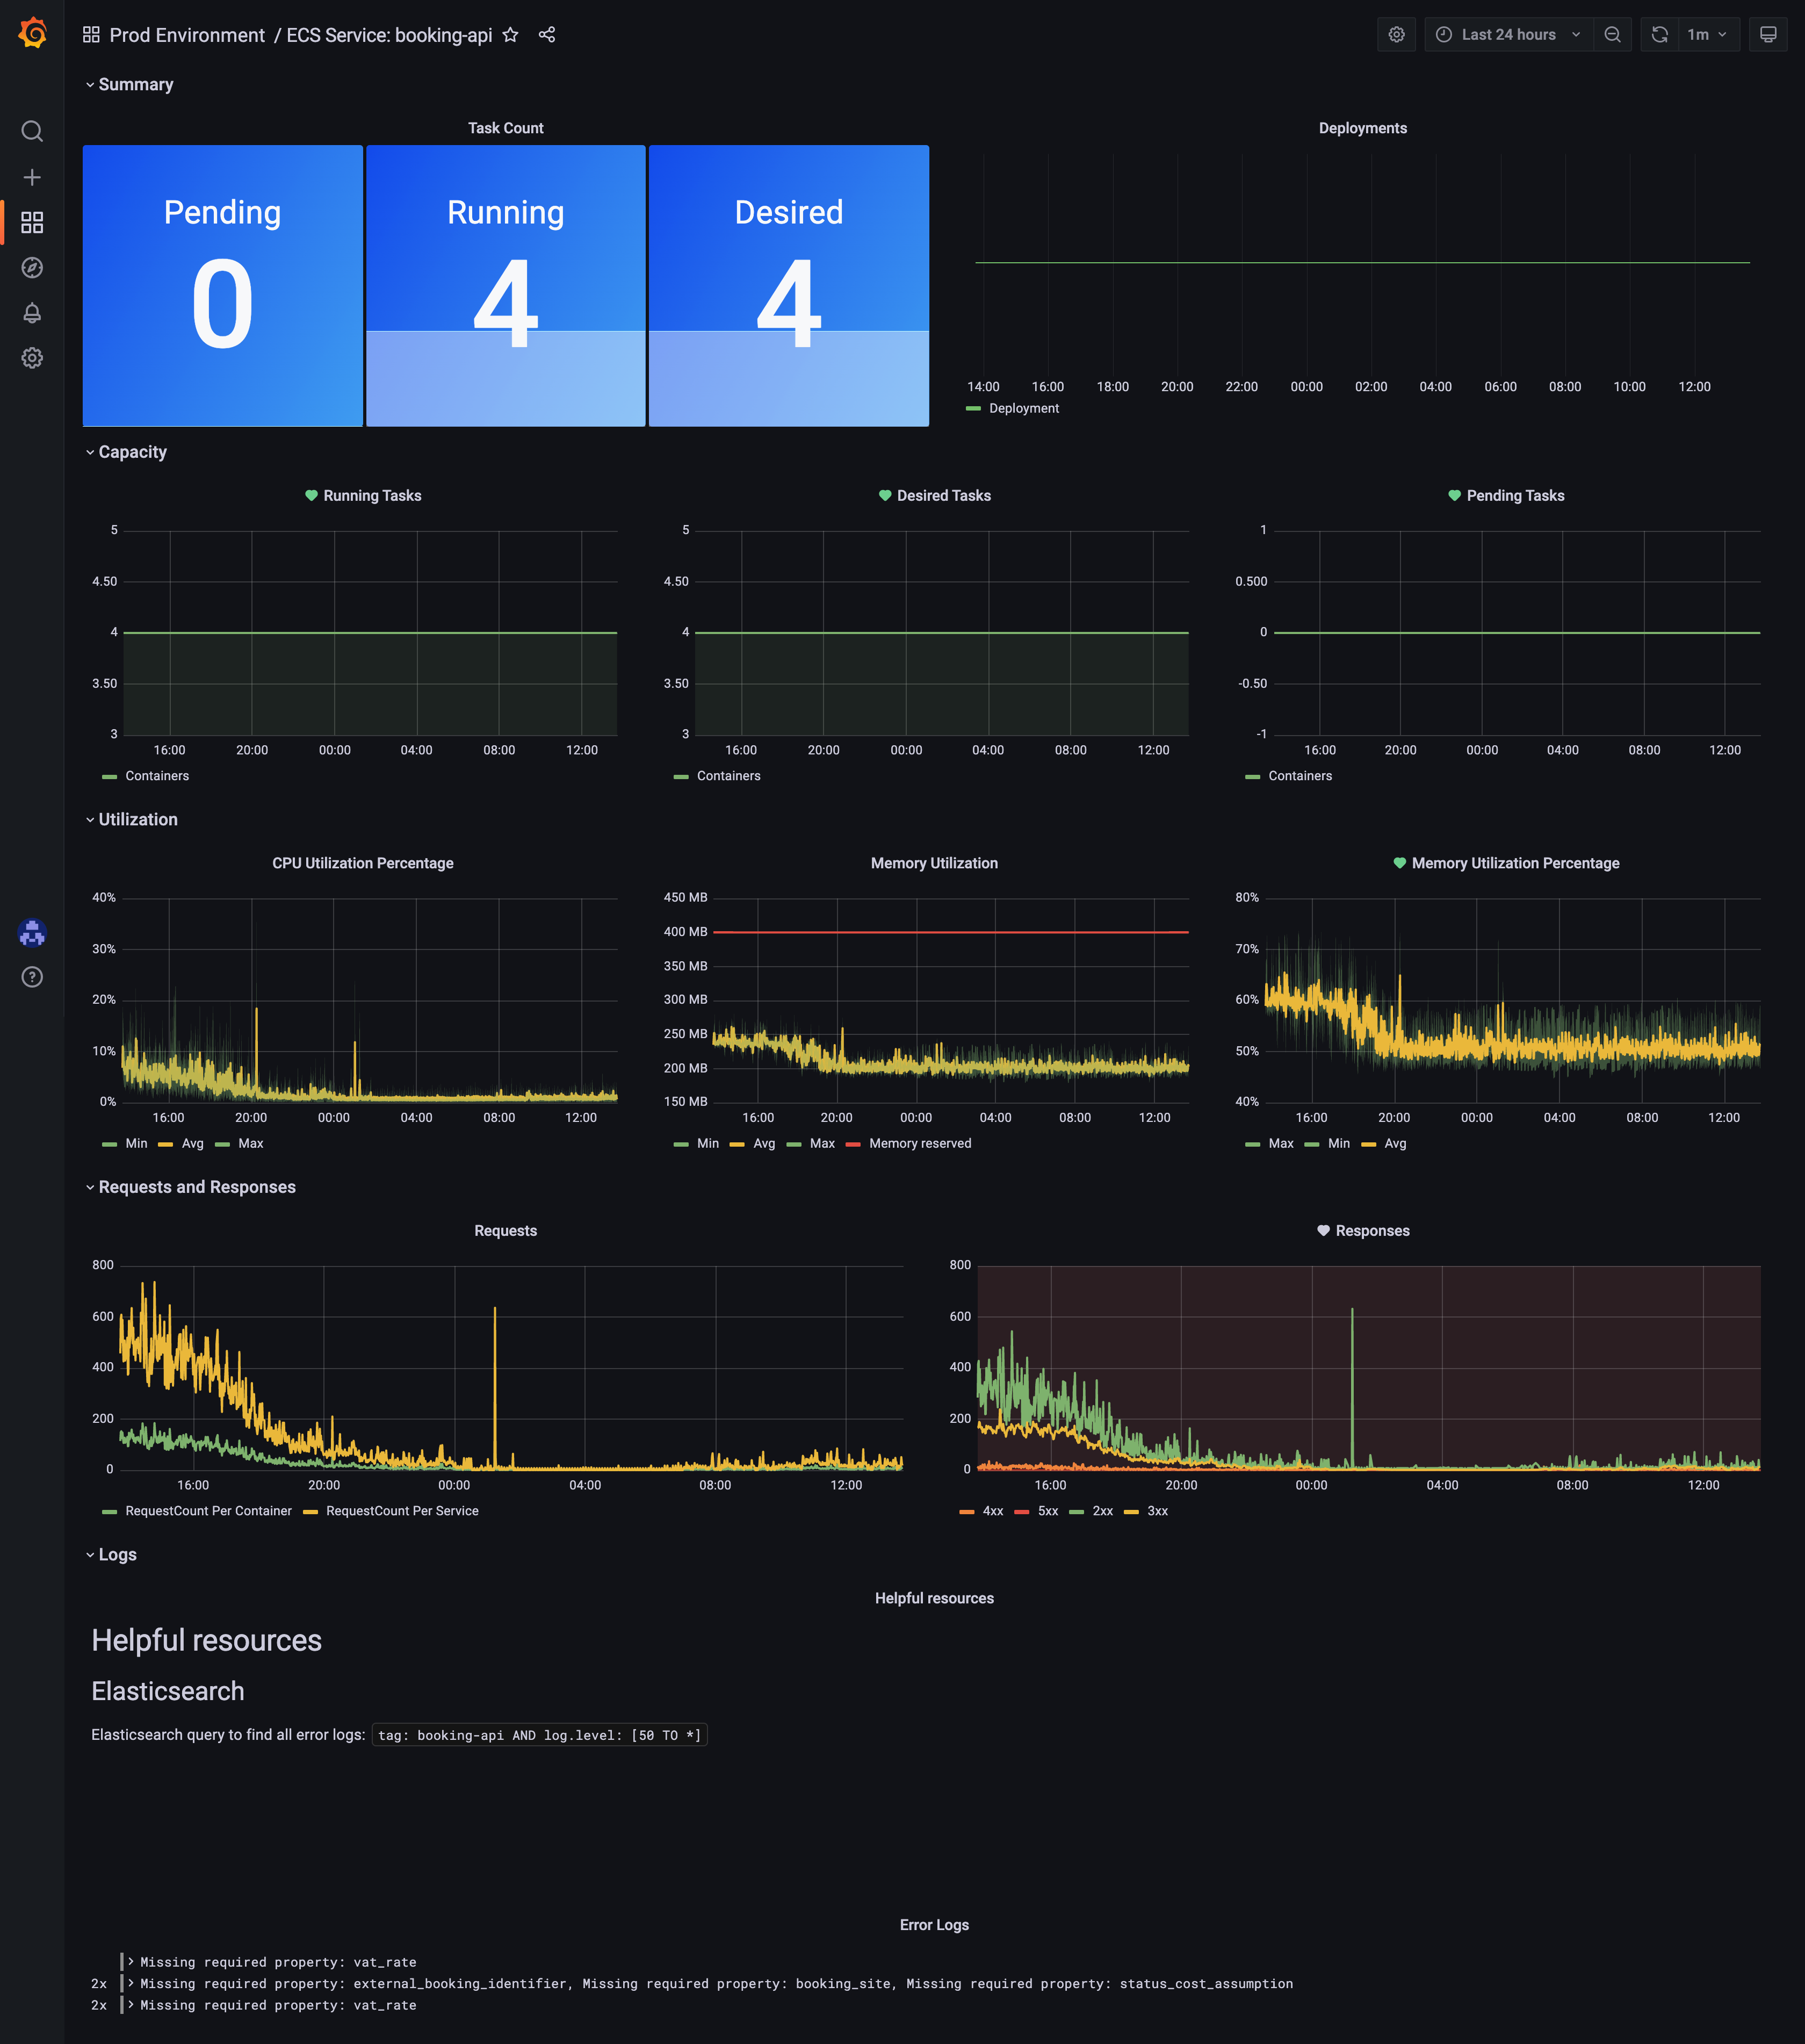 Prod Environment / ECS Service: booking-api
Last 24 hours
1m
Summary
Task Count
Pending
0
Running
4
Desired
4
Deployments
14:00 16:00 18:00 20:00 22:00 00:00 02:00 04:00 06:00 08:00 10:00 12:00
Deployment
Capacity
Running Tasks
5
4.50
4
3.50
3
16:00 20:00 00:00 04:00 08:00 12:00
Containers
Desired Tasks
5
4.50
4
3.50
3
16:00 20:00 00:00 04:00 08:00 12:00
Containers
Pending Tasks
1
0.500
0
-0.50
-1
16:00 20:00 00:00 04:00 08:00 12:00
Containers
Utilization
CPU Utilization Percentage
40%
30%
20%
10%
0%
16:00 20:00 00:00 04:00 08:00 12:00
Min Avg Max
Memory Utilization
450 MB
400 MB
350 MB
300 MB
250 MB
200 MB
150 MB
16:00 20:00 00:00 04:00 08:00 12:00
Min Avg Max Memory reserved
Memory Utilization Percentage
80%
70%
60%
50%
40%
16:00 20:00 00:00 04:00 08:00 12:00
Max Min Avg
Requests and Responses
Requests
800
600
400
200
0
16:00 20:00 00:00 04:00 08:00 12:00
RequestCount Per Container RequestCount Per Service
Responses
800
600
400
200
0
16:00 20:00 00:00 04:00 08:00 12:00
4xx 5xx 2xx 3xx
Logs
Helpful resources
Helpful resources
Elasticsearch
Elasticsearch query to find all error logs: tag: booking-api AND log.level: [50 TO *]
Error Logs
Missing required property: vat_rate
2x Missing required property: external_booking_identifier, Missing required property: booking_site, Missing required property: status_cost_assumption
2x Missing required property: vat_rate